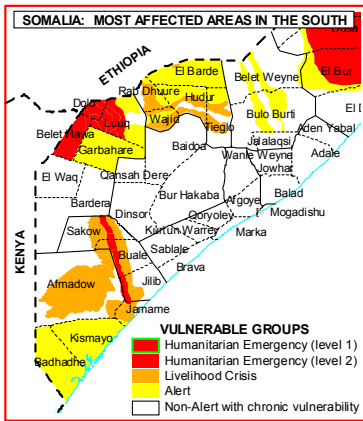 SOMALIA: MOST AFFECTED AREAS IN THE SOUTH
ETHIOPIA
El Barde
Belet Weyne
El Bur
Dolo
Rab Dhuure
Hudur
Luuq
Wajid
Bulo Burti
Belet Hawa
Tieglo
Aden Yabal
Garbahare
Baidoa
Jalalaqsi
Wanle Weyne
Adale
El Waq
Qansah Dere
Jowhar
Bur Hakaba
Balad
Bardera
Afgoye
Dinsor
Qoryoley
Mogadishu
KENYA
Sakow
Kurtun Warrey
Marka
Buale
Sablale
Brava
Afmadow
Jilib
Jamame
Kismayo
Badhadhe
VULNERABLE GROUPS
Humanitarian Emergency (level 1)
Humanitarian Emergency (level 2)
Livelihood Crisis
Alert
Non-Alert with chronic vulnerability